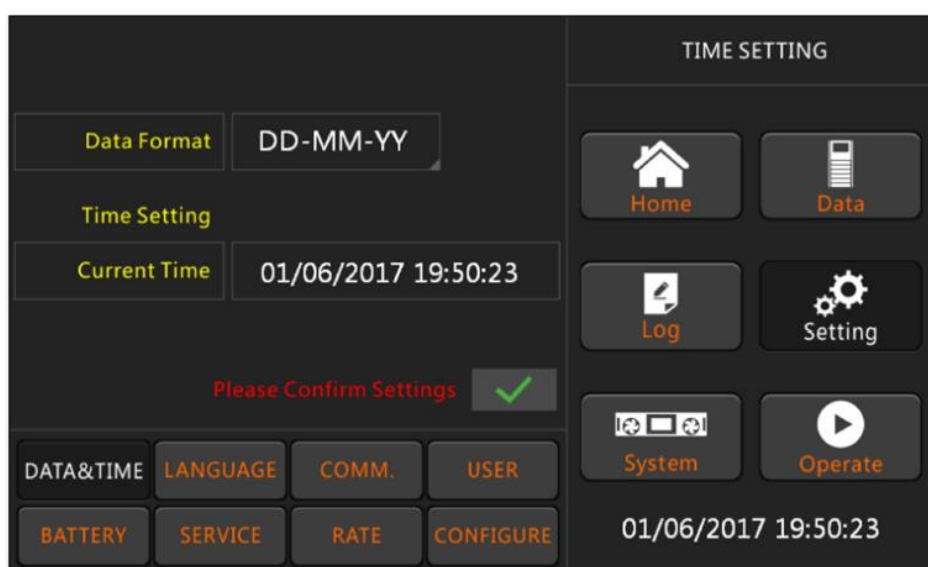 TIME SETTING
Data Format
DD-MM-YY
Time Setting
Current Time
01/06/2017 19:50:23
Please Confirm Settings
DATA&TIME
LANGUAGE
COMM.
USER
BATTERY
SERVICE
RATE
CONFIGURE
Home
Data
Log
Setting
System
Operate
01/06/2017 19:50:23